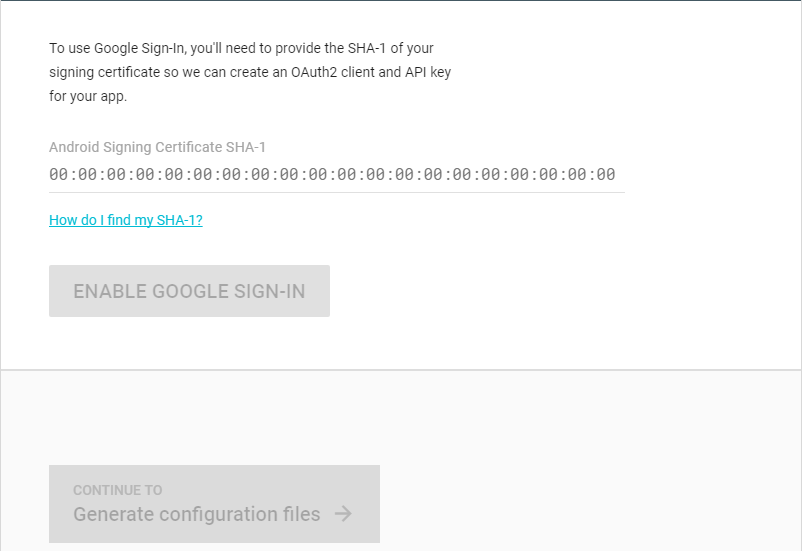 To use Google Sign-In, you'll need to provide the SHA-1 of your
signing certificate so we can create an OAuth2 client and API key
for your app.
Android Signing Certificate SHA-1
00:00:00:00:00:00:00:00:00:00:00:00:00:00:00:00:00:00:00:00
How do I find my SHA-1?
ENABLE GOOGLE SIGN-IN
CONTINUE TO
Generate configuration files →